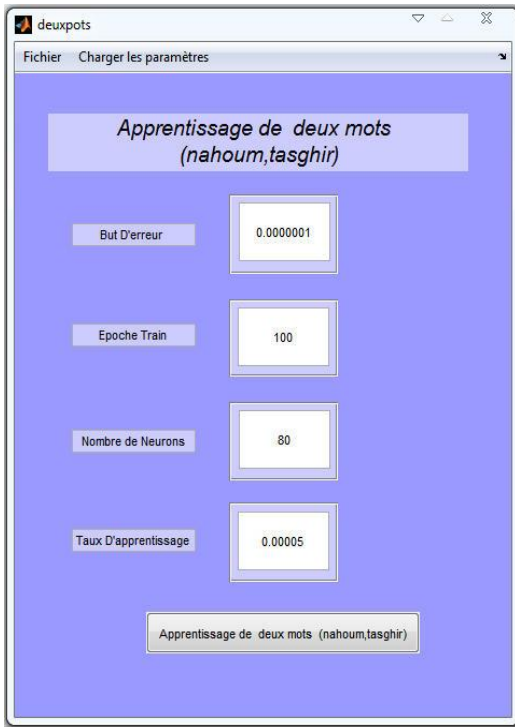 deuxpots
Fichier Charger les paramètres
Apprentissage de deux mots
(nahoum,tasghir)
But D'erreur 0.0000001
Epoche Train 100
Nombre de Neurons 80
Taux D'apprentissage 0.00005
Apprentissage de deux mots (nahoum,tasghir)